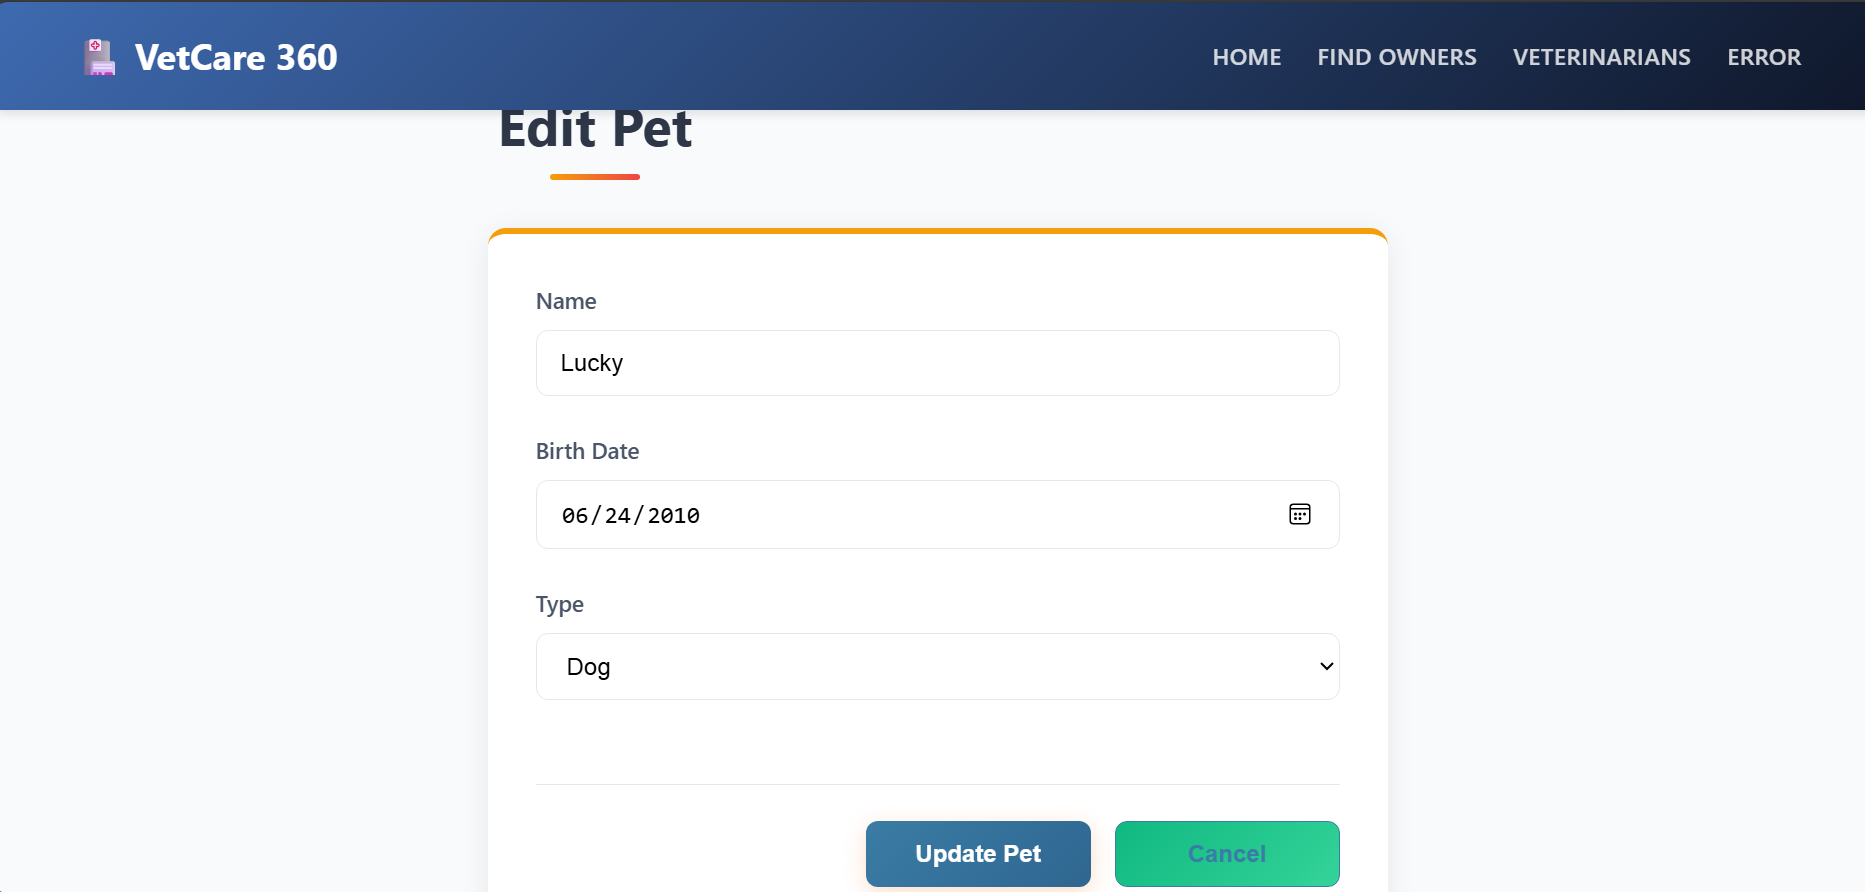 VetCare 360
HOME FIND OWNERS VETERINARIANS ERROR
Edit Pet
Name
Lucky
Birth Date
06/24/2010
Type
Dog
Update Pet Cancel